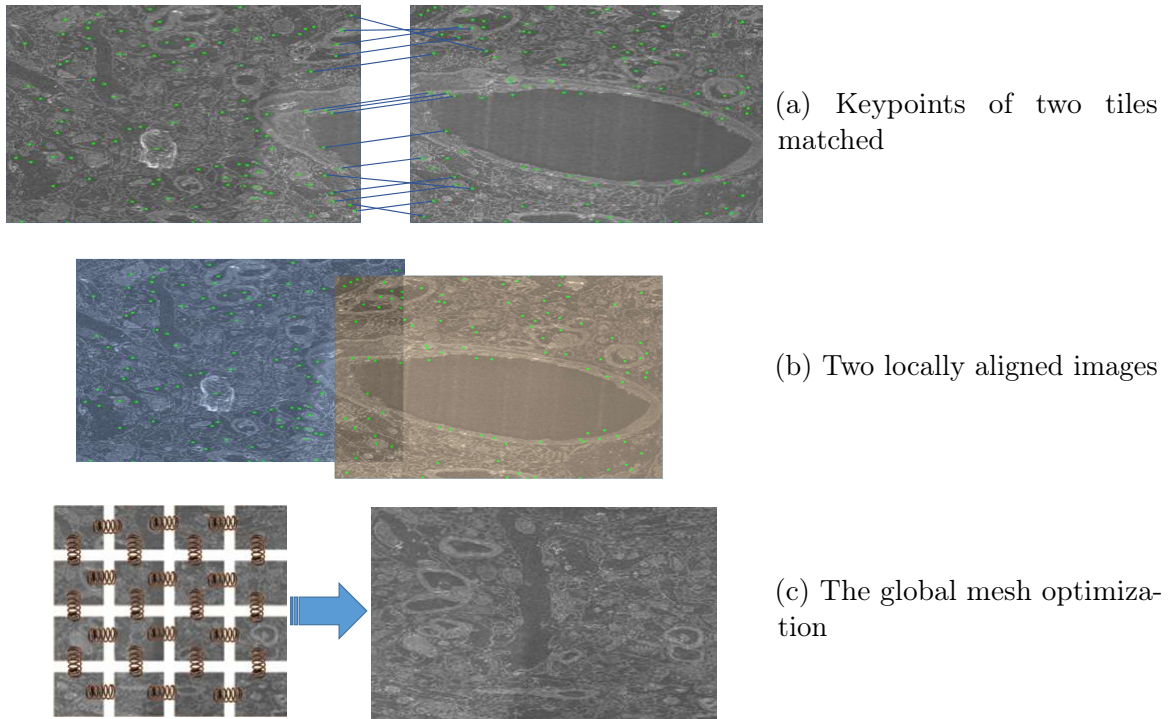 (a) Keypoints of two tiles
matched
(b) Two locally aligned images
(c) The global mesh optimiza-
tion